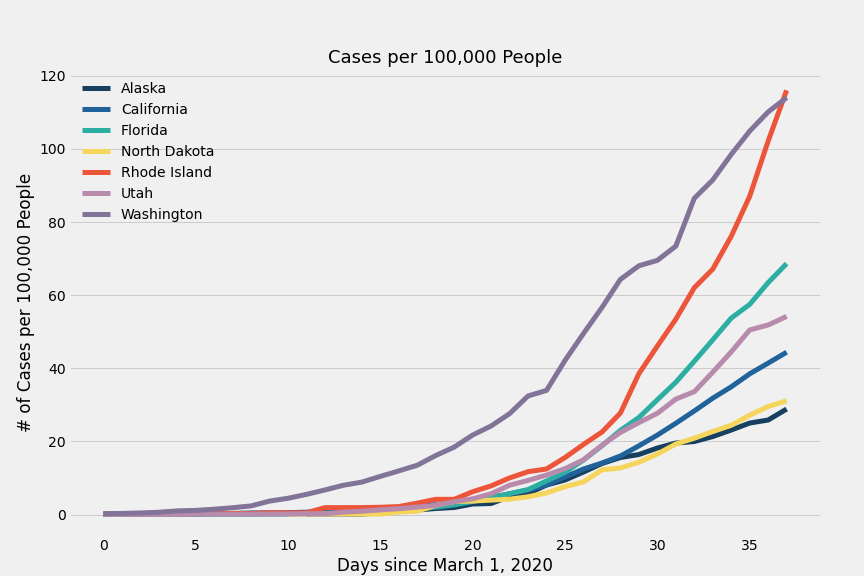 Cases per 100,000 People
120
100
80
60
40
20
0
# of Cases per 100,000 People
Alaska
California
Florida
North Dakota
Rhode Island
Utah
Washington
0 5 10 15 20 25 30 35
Days since March 1, 2020